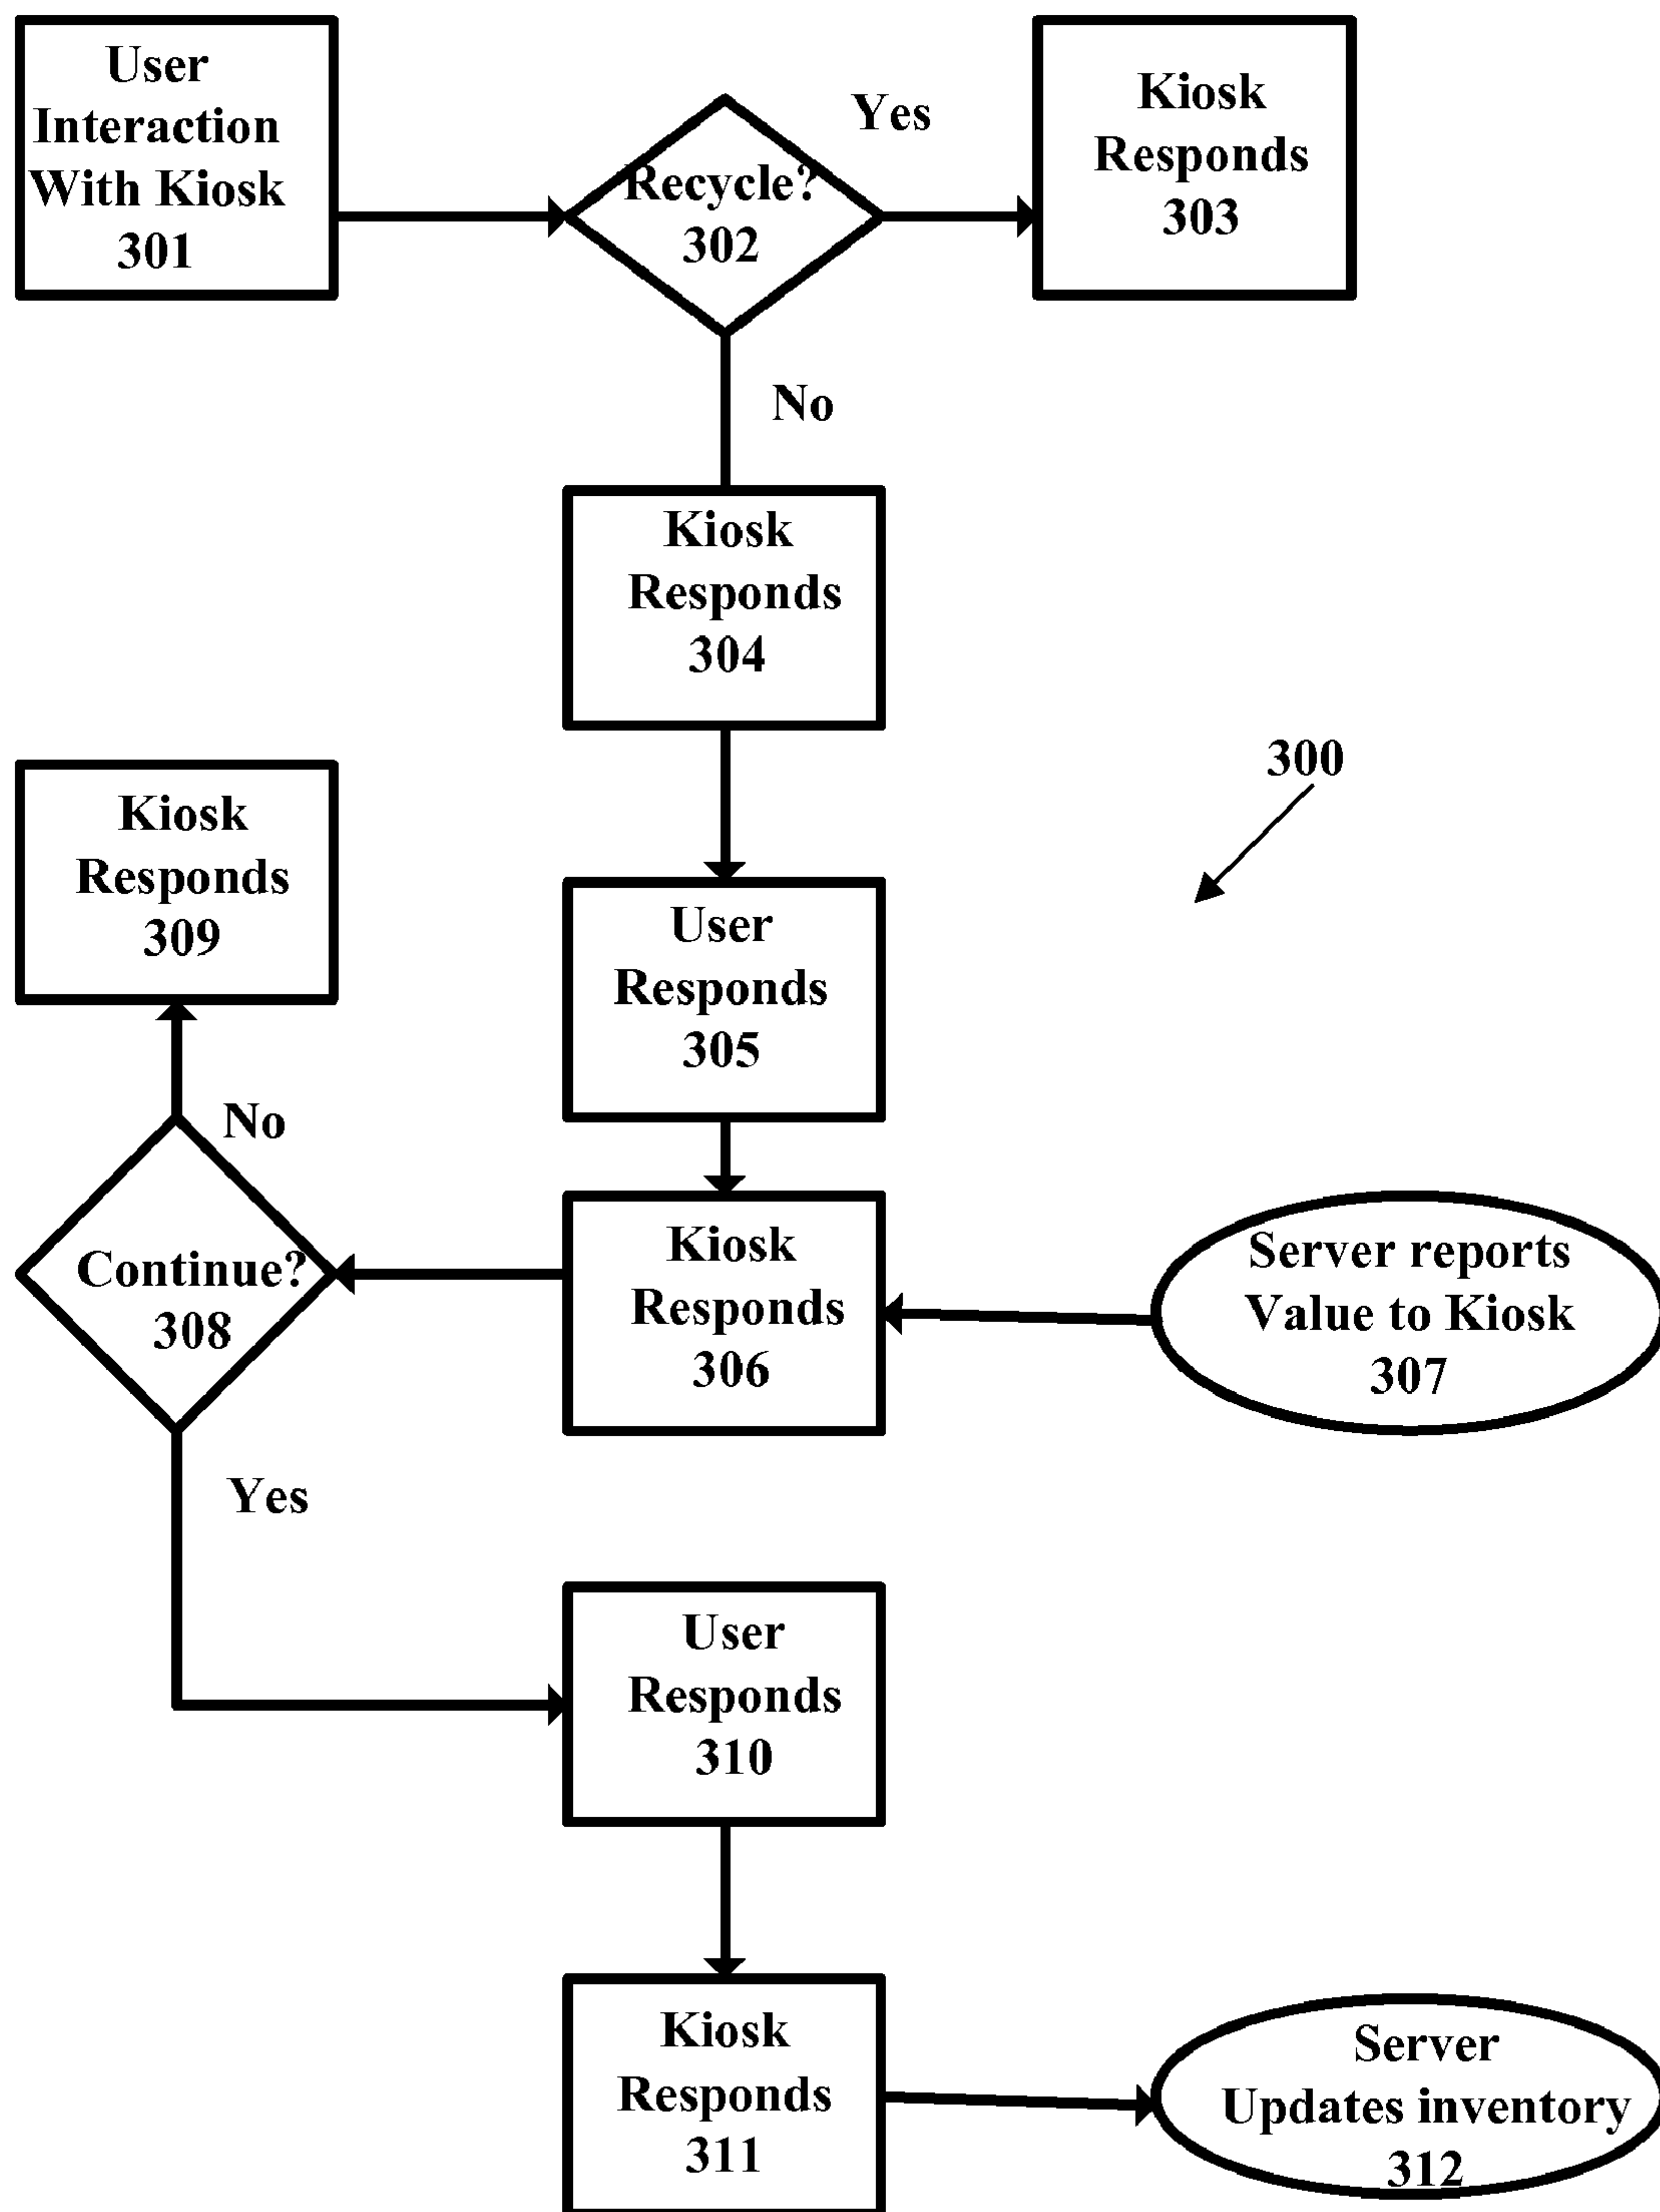 User
Interaction
With Kiosk
301
Recycle?
302
Yes
Kiosk
Responds
303
No
Kiosk
Responds
304
300
Kiosk
Responds
309
User
Responds
305
No
Continue?
308
Kiosk
Responds
306
Server reports
Value to Kiosk
307
Yes
User
Responds
310
Kiosk
Responds
311
Server
Updates inventory
312